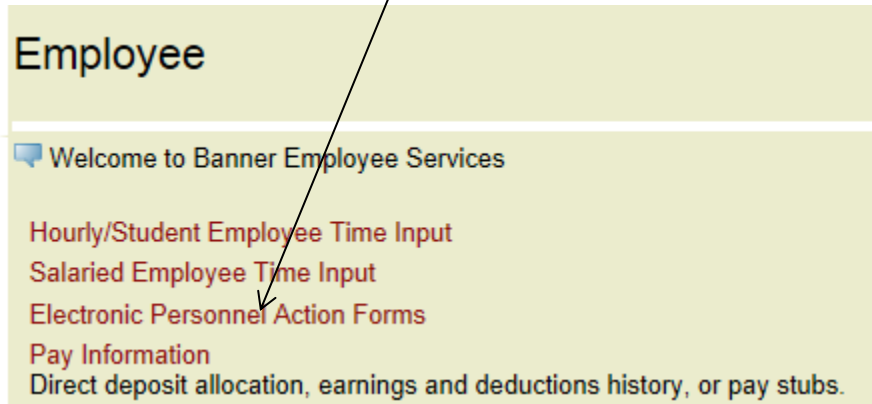 Employee
Welcome to Banner Employee Services
Hourly/Student Employee Time Input
Salaried Employee Time Input
Electronic Personnel Action Forms
Pay Information
Direct deposit allocation, earnings and deductions history, or pay stubs.